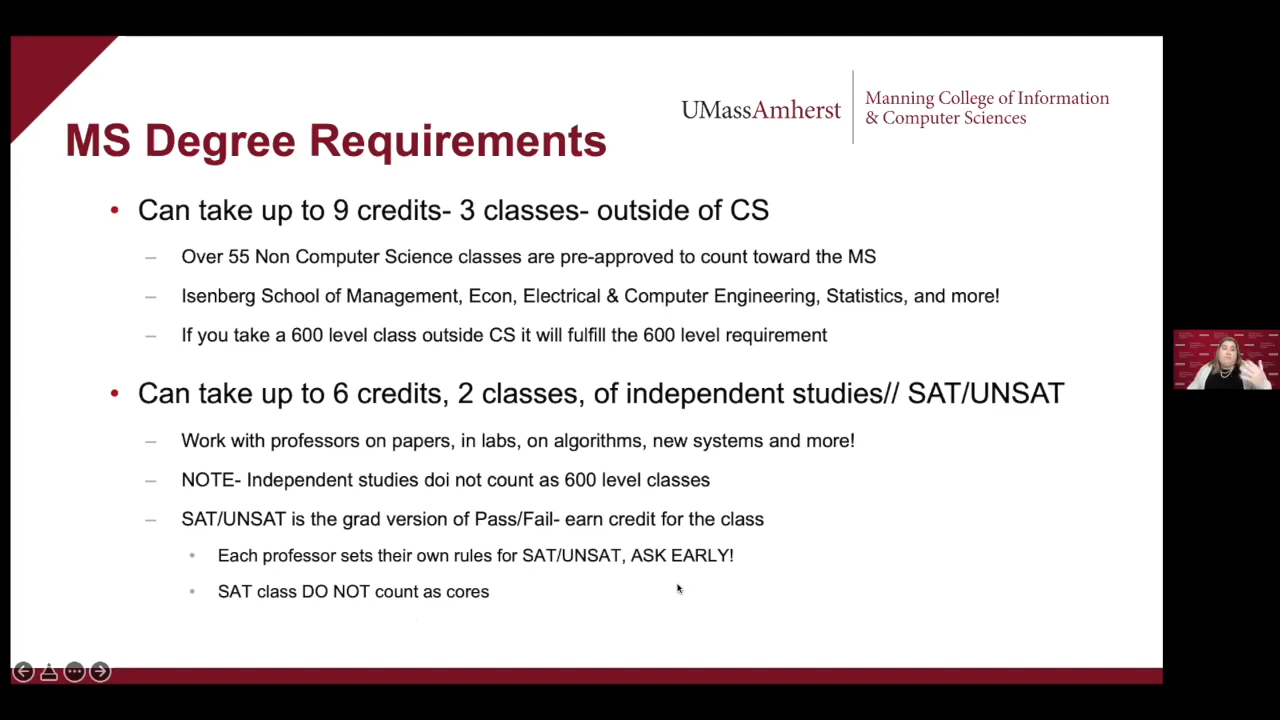 UMassAmherst
Manning College of Information
& Computer Sciences
MS Degree Requirements
• Can take up to 9 credits- 3 classes- outside of CS
– Over 55 Non Computer Science classes are pre-approved to count toward the MS
– Isenberg School of Management, Econ, Electrical & Computer Engineering, Statistics, and more!
– If you take a 600 level class outside CS it will fulfill the 600 level requirement
• Can take up to 6 credits, 2 classes, of independent studies// SAT/UNSAT
– Work with professors on papers, in labs, on algorithms, new systems and more!
– NOTE- Independent studies doi not count as 600 level classes
– SAT/UNSAT is the grad version of Pass/Fail- earn credit for the class
• Each professor sets their own rules for SAT/UNSAT, ASK EARLY!
• SAT class DO NOT count as cores